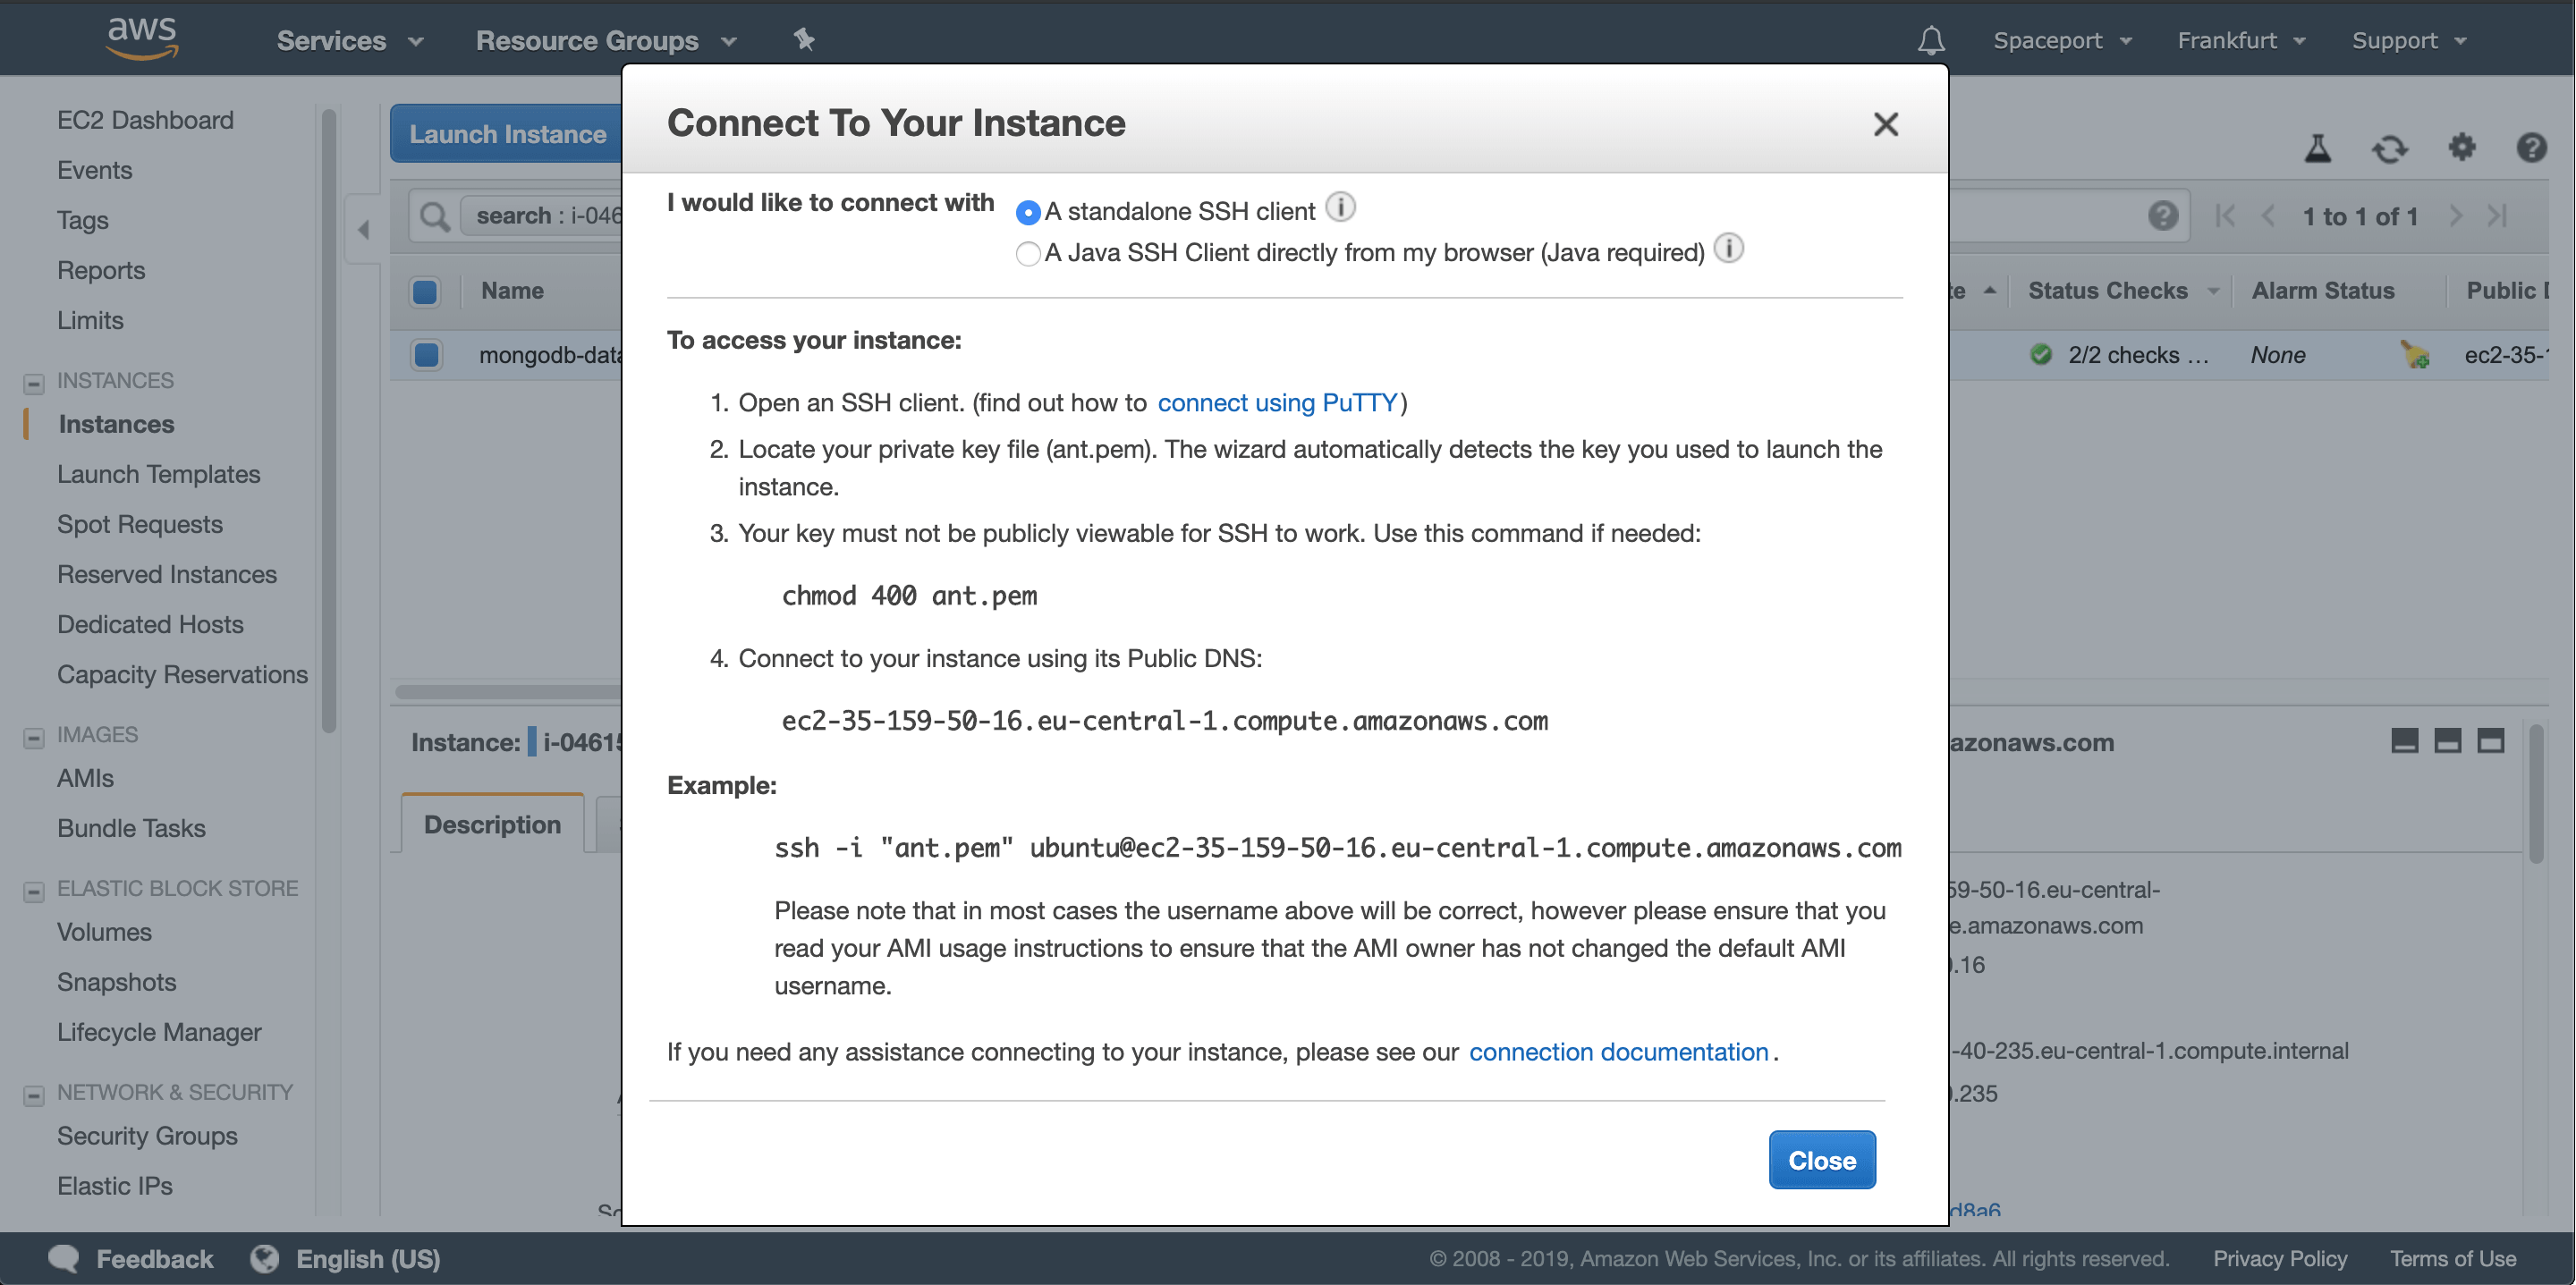 aws
Services
Resource Groups
Spaceport
Frankfurt
Support
EC2 Dashboard
Events
Tags
Reports
Limits
INSTANCES
Instances
Launch Templates
Spot Requests
Reserved Instances
Dedicated Hosts
Capacity Reservations
IMAGES
AMIs
Bundle Tasks
ELASTIC BLOCK STORE
Volumes
Snapshots
Lifecycle Manager
NETWORK & SECURITY
Security Groups
Elastic IPs
Launch Instance
search : i-046
1 to 1 of 1
Name
Status Checks
Alarm Status
Public
mongodb-data
2/2 checks ...
None
ec2-35-
Instance: i-0461
azonaws.com
Description
59-50-16.eu-central-
e.amazonaws.com
.16
-40-235.eu-central-1.compute.internal
.235
d8a6
Connect To Your Instance
I would like to connect with
A standalone SSH client
A Java SSH Client directly from my browser (Java required)
To access your instance:
1. Open an SSH client. (find out how to connect using PuTTY)
2. Locate your private key file (ant.pem). The wizard automatically detects the key you used to launch the
instance.
3. Your key must not be publicly viewable for SSH to work. Use this command if needed:
chmod 400 ant.pem
4. Connect to your instance using its Public DNS:
ec2-35-159-50-16.eu-central-1.compute.amazonaws.com
Example:
ssh -i "ant.pem" ubuntu@ec2-35-159-50-16.eu-central-1.compute.amazonaws.com
Please note that in most cases the username above will be correct, however please ensure that you
read your AMI usage instructions to ensure that the AMI owner has not changed the default AMI
username.
If you need any assistance connecting to your instance, please see our connection documentation.
Close
Feedback
English (US)
© 2008 - 2019, Amazon Web Services, Inc. or its affiliates. All rights reserved.
Privacy Policy
Terms of Use